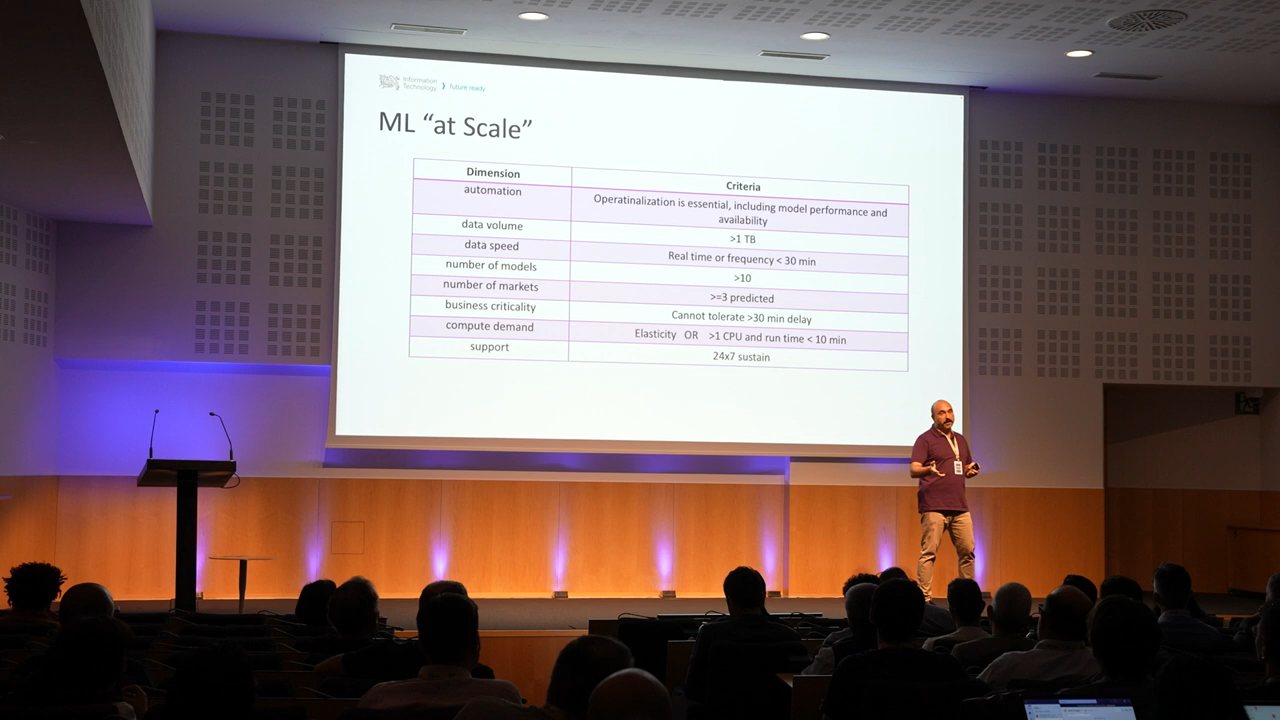 Information
Technology
future ready
ML “at Scale”
Dimension Criteria
automation Operatinalization is essential, including model performance and
availability
data volume >1 TB
data speed Real time or frequency < 30 min
number of models >10
number of markets >=3 predicted
business criticality Cannot tolerate >30 min delay
compute demand Elasticity OR >1 CPU and run time < 10 min
support 24x7 sustain